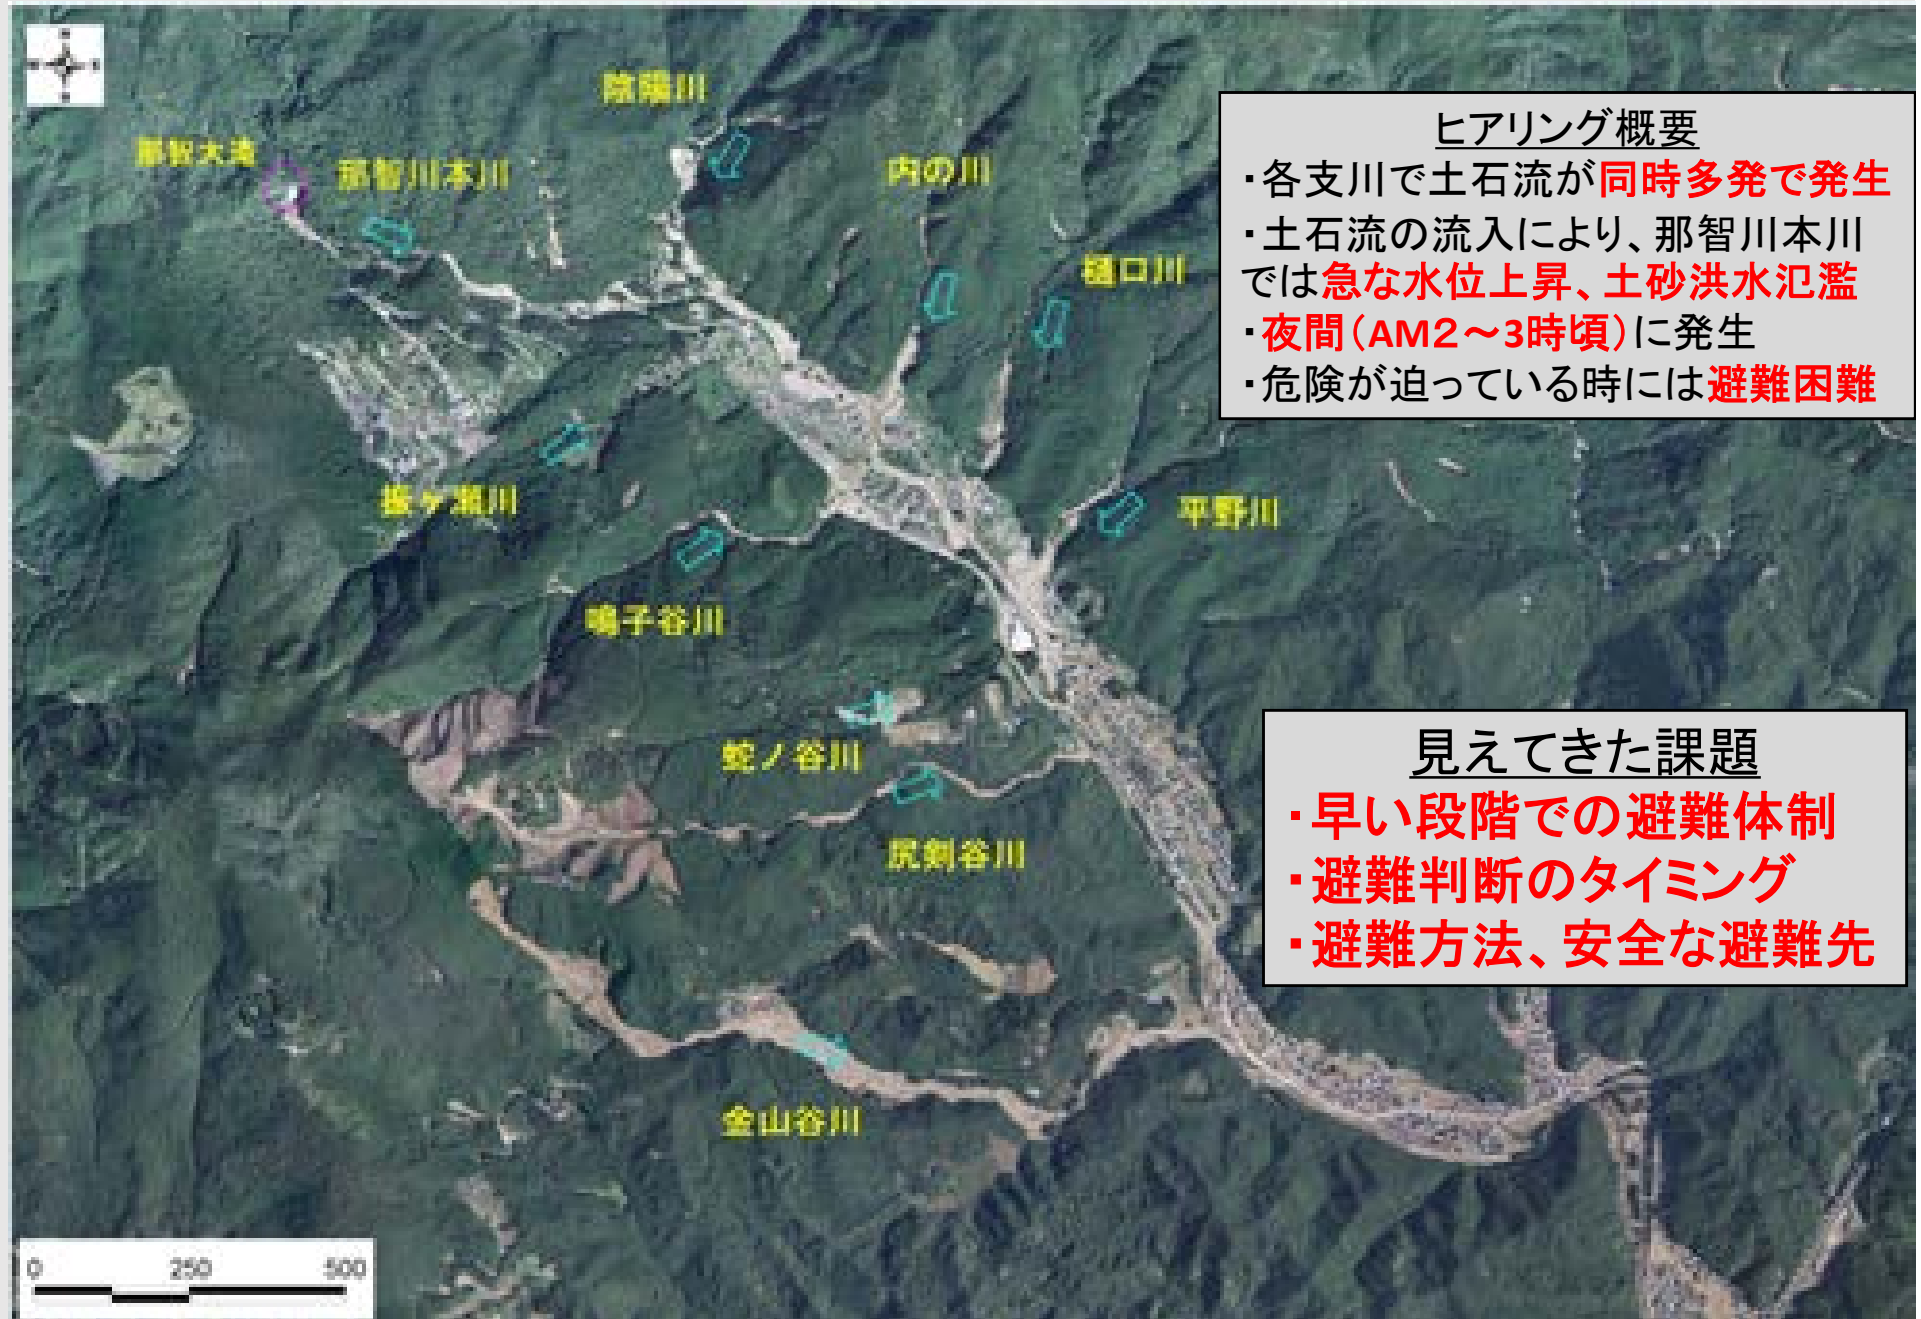 陰陽川
那智大滝
那智川本川
内の川
樋口川
振ヶ瀬川
平野川
鳴子谷川
蛇ノ谷川
尻剣谷川
金山谷川
ヒアリング概要
・各支川で土石流が同時多発で発生
・土石流の流入により、那智川本川
では急な水位上昇、土砂洪水氾濫
・夜間(AM2～3時頃)に発生
・危険が迫っている時には避難困難
見えてきた課題
・早い段階での避難体制
・避難判断のタイミング
・避難方法、安全な避難先
0 250 500